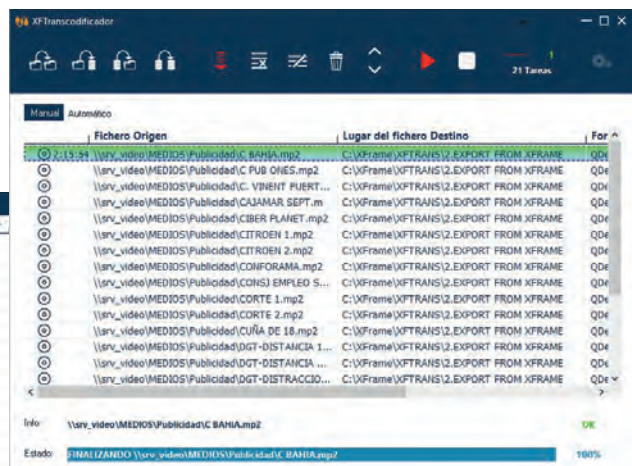 XFTranscodificador
1
21 Tareas
Manual Automático
Fichero Origen Lugar del fichero Destino For
2:15:54 \\srv_video\MEDIOS\Publicidad\C BAHIA.mp2 C:\XFrame\XFTRANS\2.EXPORT FROM XFRAME QDe
\\srv_video\MEDIOS\Publicidad\C PUB ONES.mp2 C:\XFrame\XFTRANS\2.EXPORT FROM XFRAME QDe
\\srv_video\MEDIOS\Publicidad\C. VINENT PUERT... C:\XFrame\XFTRANS\2.EXPORT FROM XFRAME QDe
\\srv_video\MEDIOS\Publicidad\CAJAMAR SEPT.m C:\XFrame\XFTRANS\2.EXPORT FROM XFRAME QDe
\\srv_video\MEDIOS\Publicidad\CIBER PLANET.mp2 C:\XFrame\XFTRANS\2.EXPORT FROM XFRAME QDe
\\srv_video\MEDIOS\Publicidad\CITROEN 1.mp2 C:\XFrame\XFTRANS\2.EXPORT FROM XFRAME QDe
\\srv_video\MEDIOS\Publicidad\CITROEN 2.mp2 C:\XFrame\XFTRANS\2.EXPORT FROM XFRAME QDe
\\srv_video\MEDIOS\Publicidad\CONFORAMA.mp2 C:\XFrame\XFTRANS\2.EXPORT FROM XFRAME QDe
\\srv_video\MEDIOS\Publicidad\CONSJ EMPLEO S... C:\XFrame\XFTRANS\2.EXPORT FROM XFRAME QDe
\\srv_video\MEDIOS\Publicidad\CORTE 1.mp2 C:\XFrame\XFTRANS\2.EXPORT FROM XFRAME QDe
\\srv_video\MEDIOS\Publicidad\CORTE 2.mp2 C:\XFrame\XFTRANS\2.EXPORT FROM XFRAME QDe
\\srv_video\MEDIOS\Publicidad\CUÑA DE 18.mp2 C:\XFrame\XFTRANS\2.EXPORT FROM XFRAME QDe
\\srv_video\MEDIOS\Publicidad\DGT-DISTANCIA 1... C:\XFrame\XFTRANS\2.EXPORT FROM XFRAME QDe
\\srv_video\MEDIOS\Publicidad\DGT-DISTANCIA ... C:\XFrame\XFTRANS\2.EXPORT FROM XFRAME QDe
\\srv_video\MEDIOS\Publicidad\DGT-DISTRACCIO... C:\XFrame\XFTRANS\2.EXPORT FROM XFRAME QDe
Info: \\srv_video\MEDIOS\Publicidad\C BAHIA.mp2 OK
Estado: FINALIZANDO \\srv_video\MEDIOS\Publicidad\C BAHIA.mp2 100%